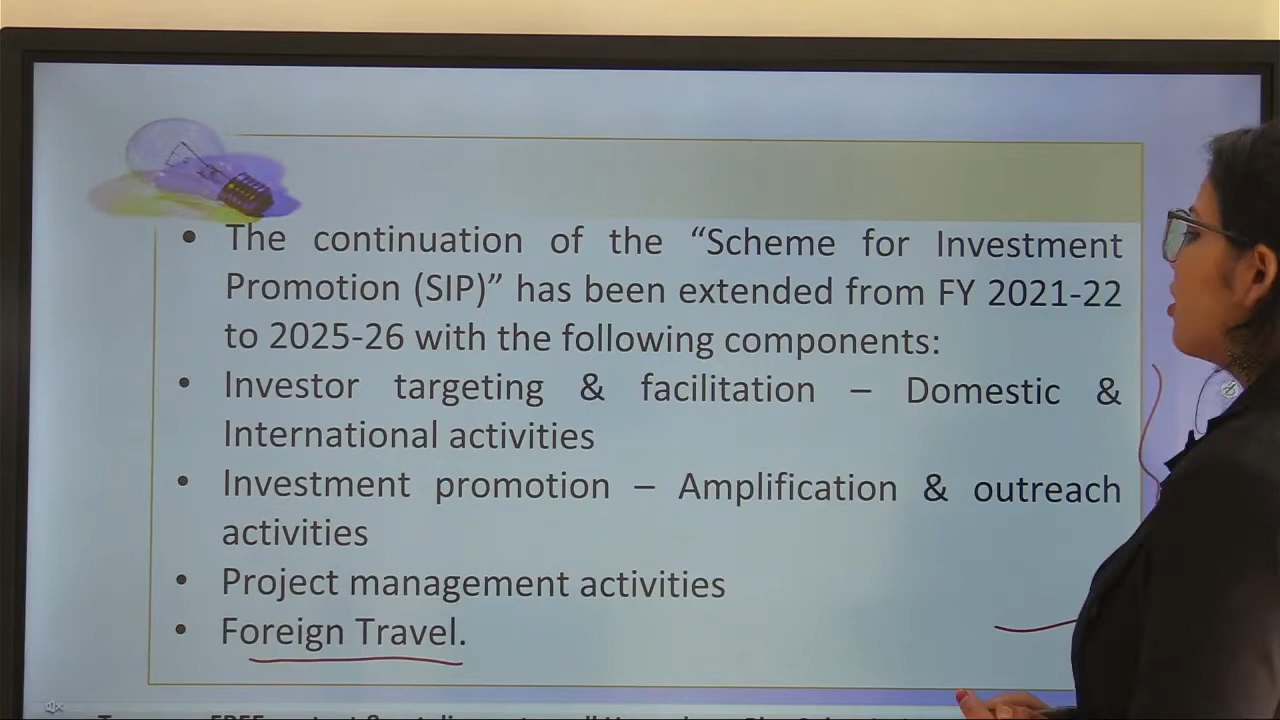 • The continuation of the “Scheme for Investment
Promotion (SIP)” has been extended from FY 2021-22
to 2025-26 with the following components:
• Investor targeting & facilitation – Domestic &
International activities
• Investment promotion – Amplification & outreach
activities
• Project management activities
• Foreign Travel.